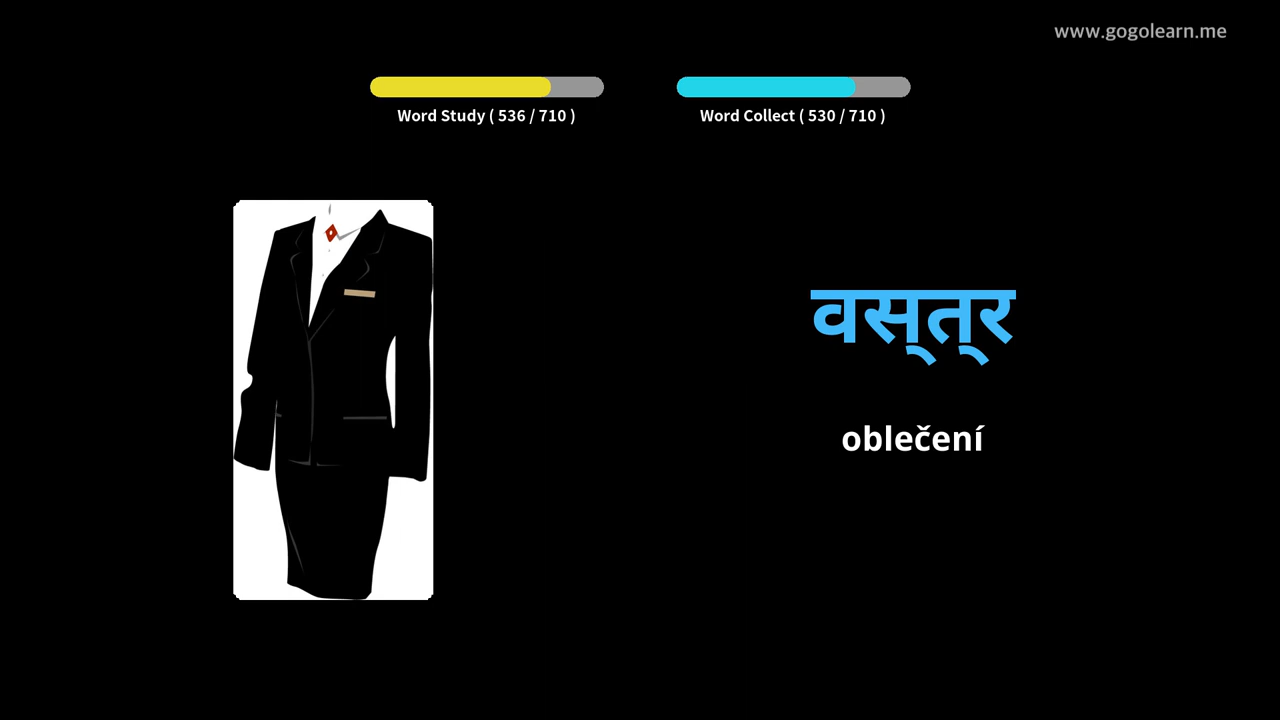 www.gogolearn.me
Word Study ( 536 / 710 )
Word Collect ( 530 / 710 )
वस्त्र
oblečení